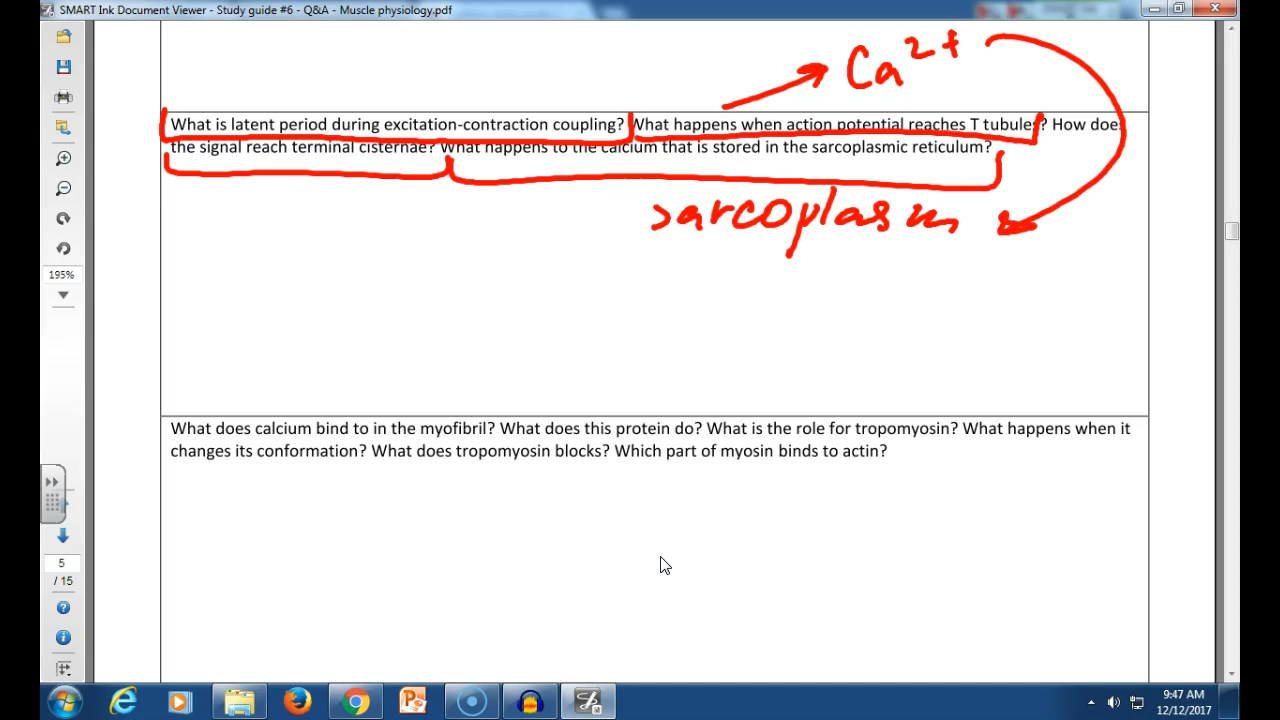 SMART Ink Document Viewer - Study guide #6 - Q&A - Muscle physiology.pdf
Ca2+
What is latent period during excitation-contraction coupling? What happens when action potential reaches T tubules? How does
the signal reach terminal cisternae? What happens to the calcium that is stored in the sarcoplasmic reticulum?
sarcoplasm
195%
What does calcium bind to in the myofibril? What does this protein do? What is the role for tropomyosin? What happens when it
changes its conformation? What does tropomyosin blocks? Which part of myosin binds to actin?
5
/ 15
9:47 AM
12/12/2017